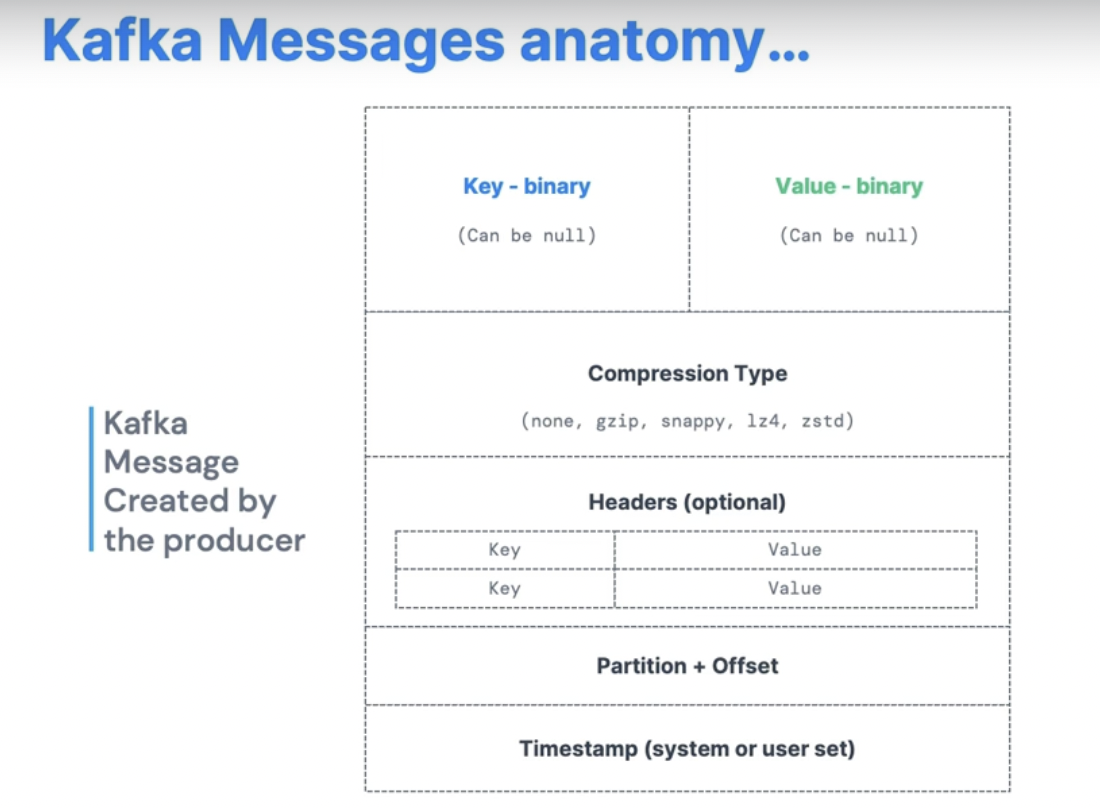 Kafka Messages anatomy...
Key - binary
Value - binary
(Can be null)
(Can be null)
Compression Type
(none, gzip, snappy, lz4, zstd)
Kafka
Message
Created by
the producer
Headers (optional)
Key
Value
Key
Value
Partition + Offset
Timestamp (system or user set)